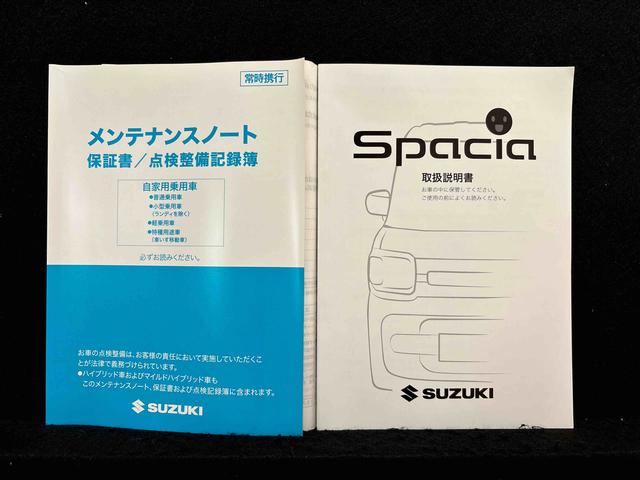 常時携行
メンテナンスノート
保証書/点検整備記録簿
自家用乗用車
●普通乗用車
●小型乗用車
(ランディを除く)
●軽乗用車
●特種用途車
(車いす移動車)
必ずお読みください。
お車の点検整備は、お客様の責任において実施していただくこ
とが法律で義務づけられています。
●ハイブリッド車およびマイルドハイブリッド車も
このメンテナンスノート、保証書および点検記録簿に含まれます。
SUZUKI
Spacia
取扱説明書
お車の中に保管してください。
ご使用の前によくお読みください。
SUZUKI